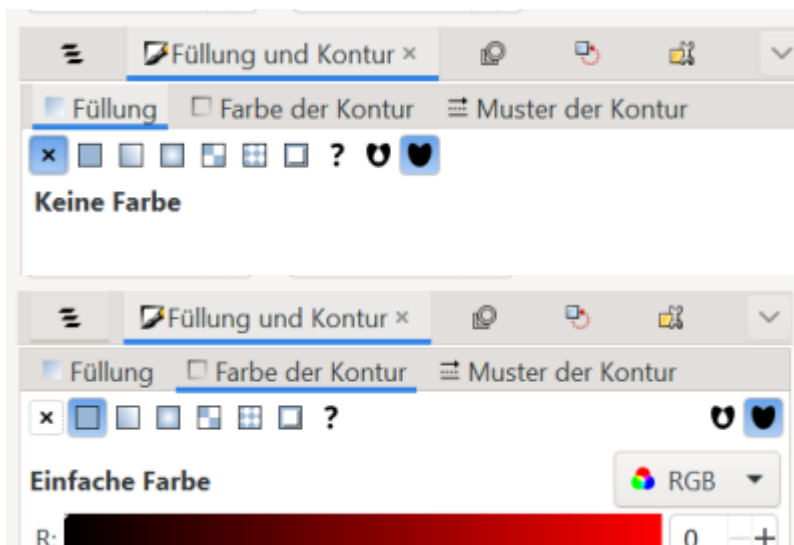 Füllung und Kontur ×
Füllung Farbe der Kontur Muster der Kontur
× ?
Keine Farbe
Füllung und Kontur ×
Füllung Farbe der Kontur Muster der Kontur
× ?
Einfache Farbe RGB
R: 0 − +